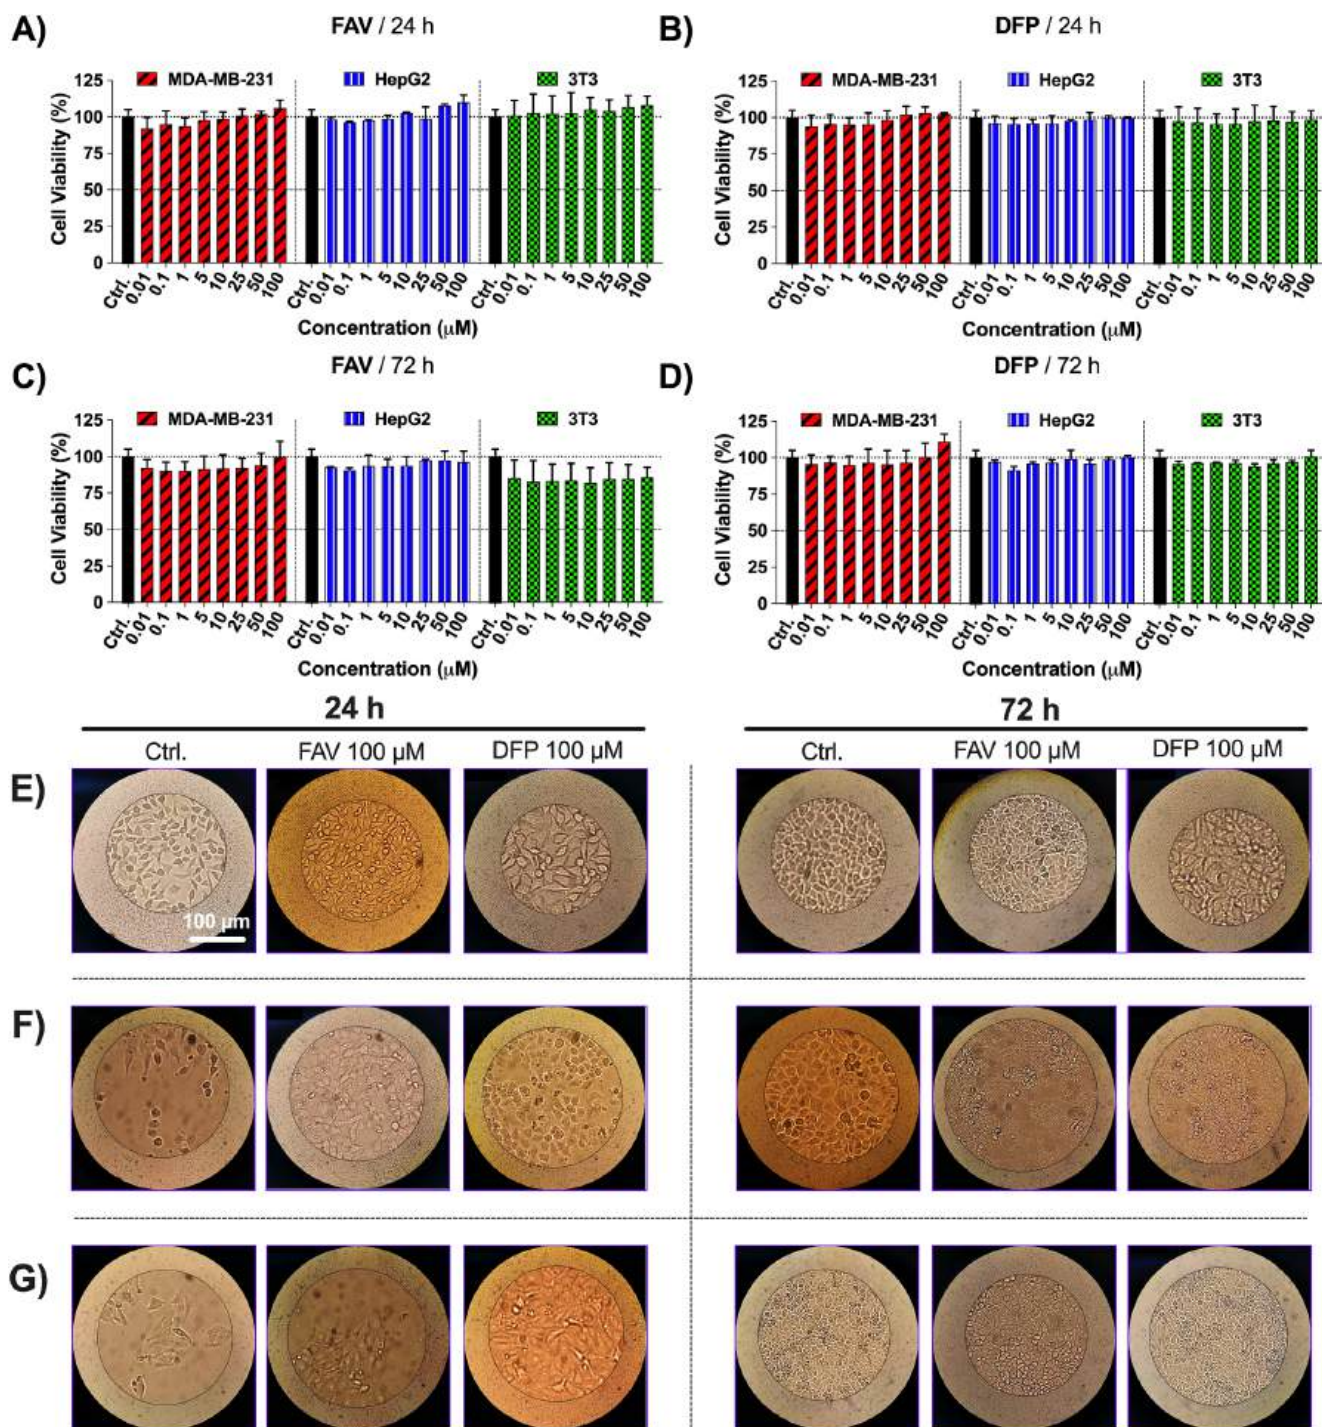 A)
FAV / 24 h
MDA-MB-231 HepG2 3T3
Cell Viability (%)
125
100
75
50
25
0
Ctrl. 0.01 0.1 1 5 10 25 50 100 Ctrl. 0.01 0.1 1 5 10 25 50 100 Ctrl. 0.01 0.1 1 5 10 25 50 100
Concentration (μM)
B)
DFP / 24 h
MDA-MB-231 HepG2 3T3
Cell Viability (%)
125
100
75
50
25
0
Ctrl. 0.01 0.1 1 5 10 25 50 100 Ctrl. 0.01 0.1 1 5 10 25 50 100 Ctrl. 0.01 0.1 1 5 10 25 50 100
Concentration (μM)
C)
FAV / 72 h
MDA-MB-231 HepG2 3T3
Cell Viability (%)
125
100
75
50
25
0
Ctrl. 0.01 0.1 1 5 10 25 50 100 Ctrl. 0.01 0.1 1 5 10 25 50 100 Ctrl. 0.01 0.1 1 5 10 25 50 100
Concentration (μM)
D)
DFP / 72 h
MDA-MB-231 HepG2 3T3
Cell Viability (%)
125
100
75
50
25
0
Ctrl. 0.01 0.1 1 5 10 25 50 100 Ctrl. 0.01 0.1 1 5 10 25 50 100 Ctrl. 0.01 0.1 1 5 10 25 50 100
Concentration (μM)
24 h
72 h
Ctrl. FAV 100 μM DFP 100 μM
Ctrl. FAV 100 μM DFP 100 μM
E)
100 μm
F)
G)